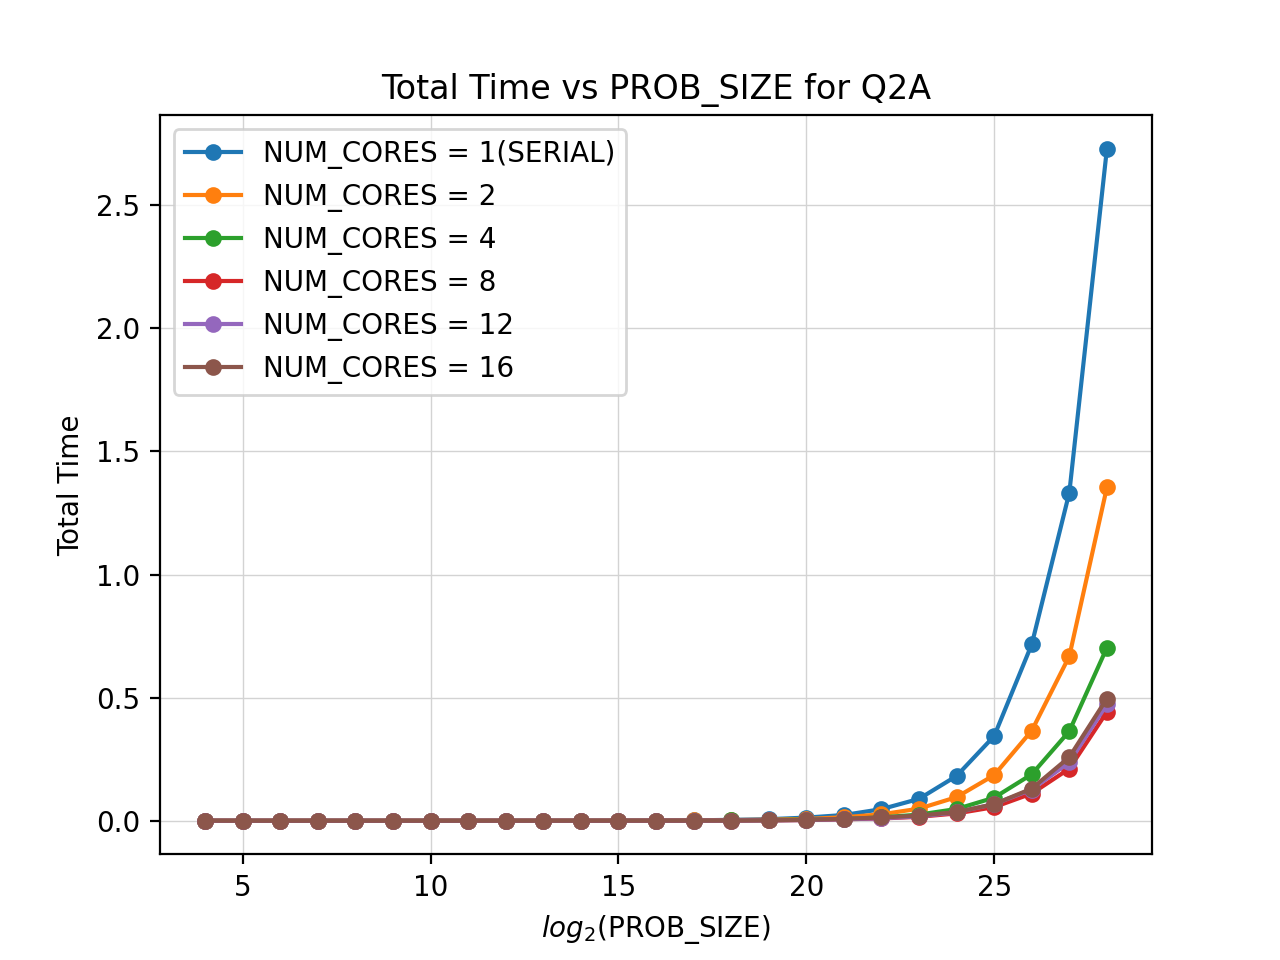 Total Time vs PROB_SIZE for Q2A
NUM_CORES = 1(SERIAL)
NUM_CORES = 2
NUM_CORES = 4
NUM_CORES = 8
NUM_CORES = 12
NUM_CORES = 16
Total Time
2.5
2.0
1.5
1.0
0.5
0.0
5 10 15 20 25
log₂(PROB_SIZE)